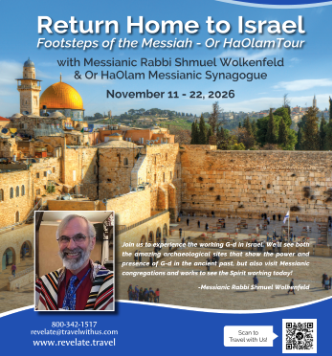 Return Home to Israel
Footsteps of the Messiah - Or HaOlamTour
with Messianic Rabbi Shmuel Wolkenfeld
& Or HaOlam Messianic Synagogue
November 11 - 22, 2026
Join us to experience the working G-d in Israel. We'll see both
the amazing archaeological sites that show the power and
presence of G-d in the ancient past, but also visit Messianic
congregations and works to see the Spirit working today!
-Messianic Rabbi Shmuel Wolkenfeld
800-342-1517
revelate@travelwithus.com
www.revelate.travel
Scan to
Travel with Us!